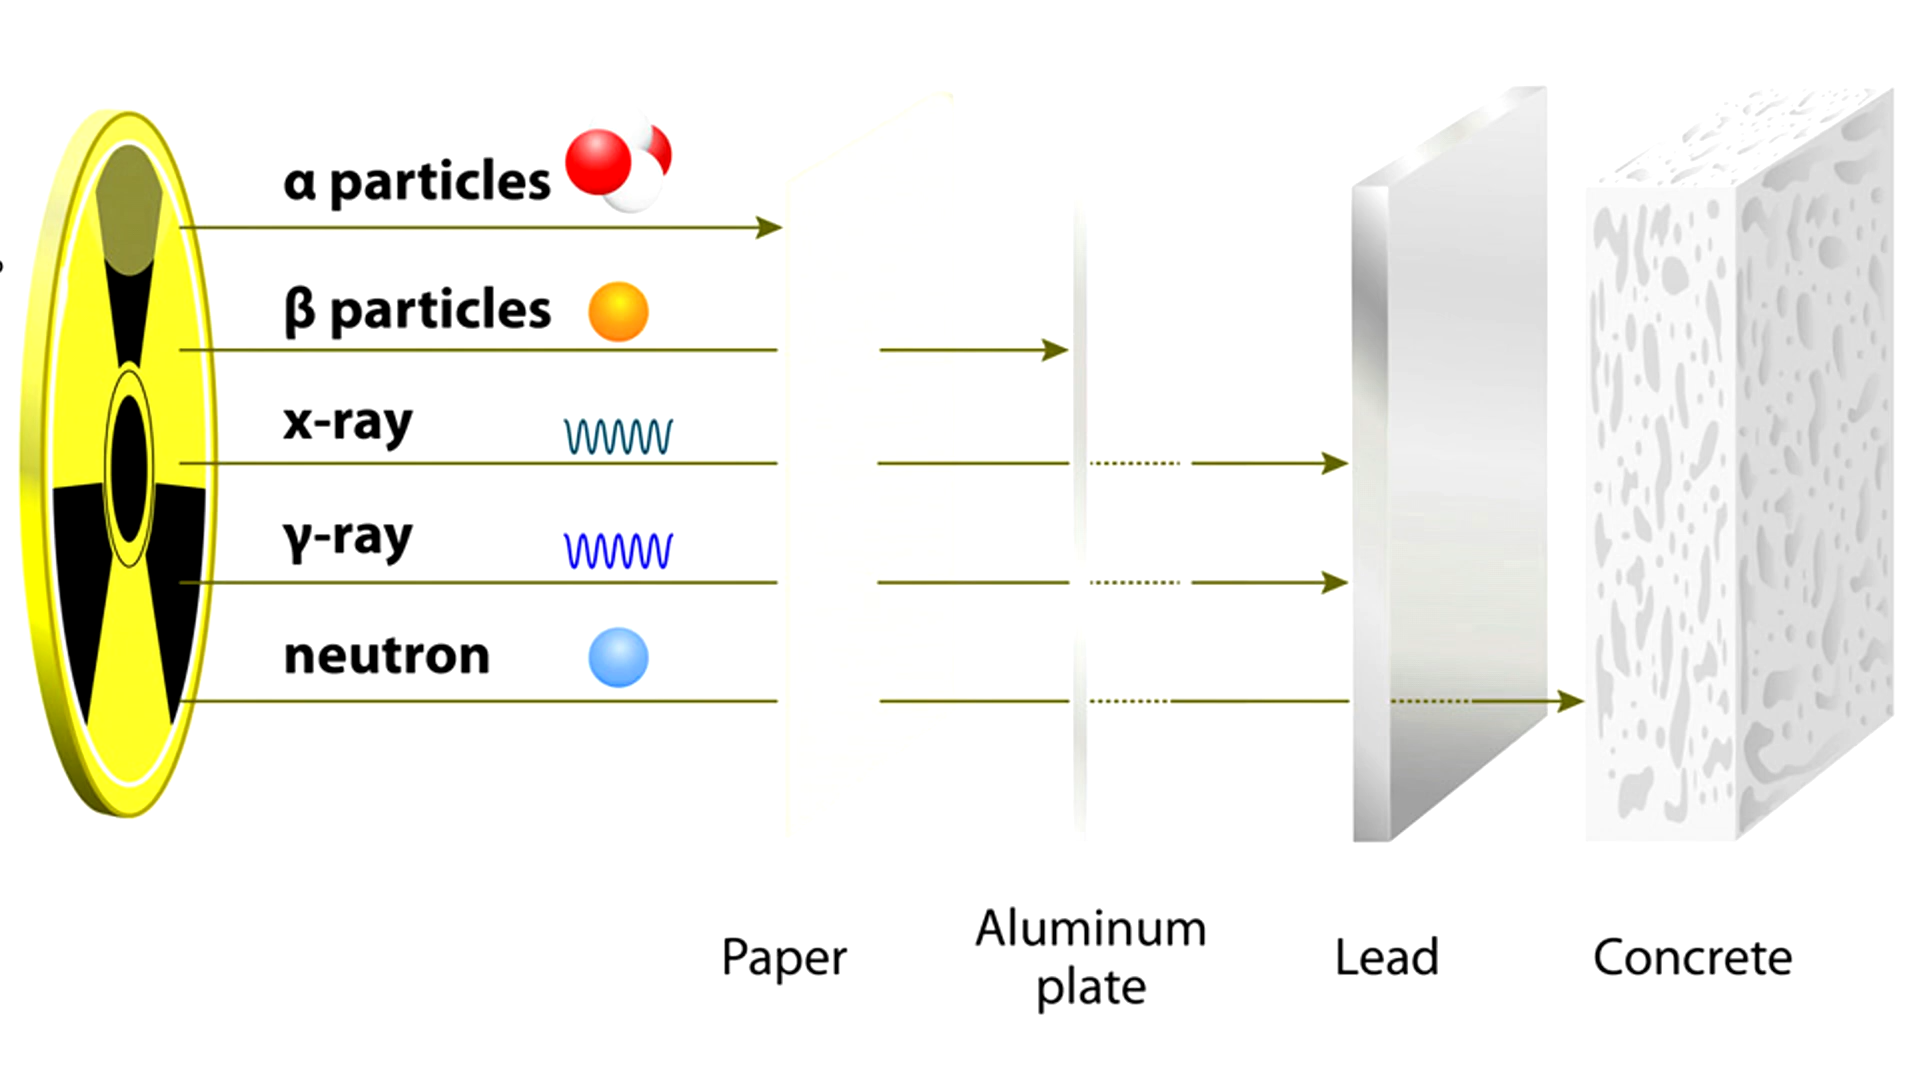 α particles
β particles
x-ray
γ-ray
neutron
Paper
Aluminum
plate
Lead
Concrete